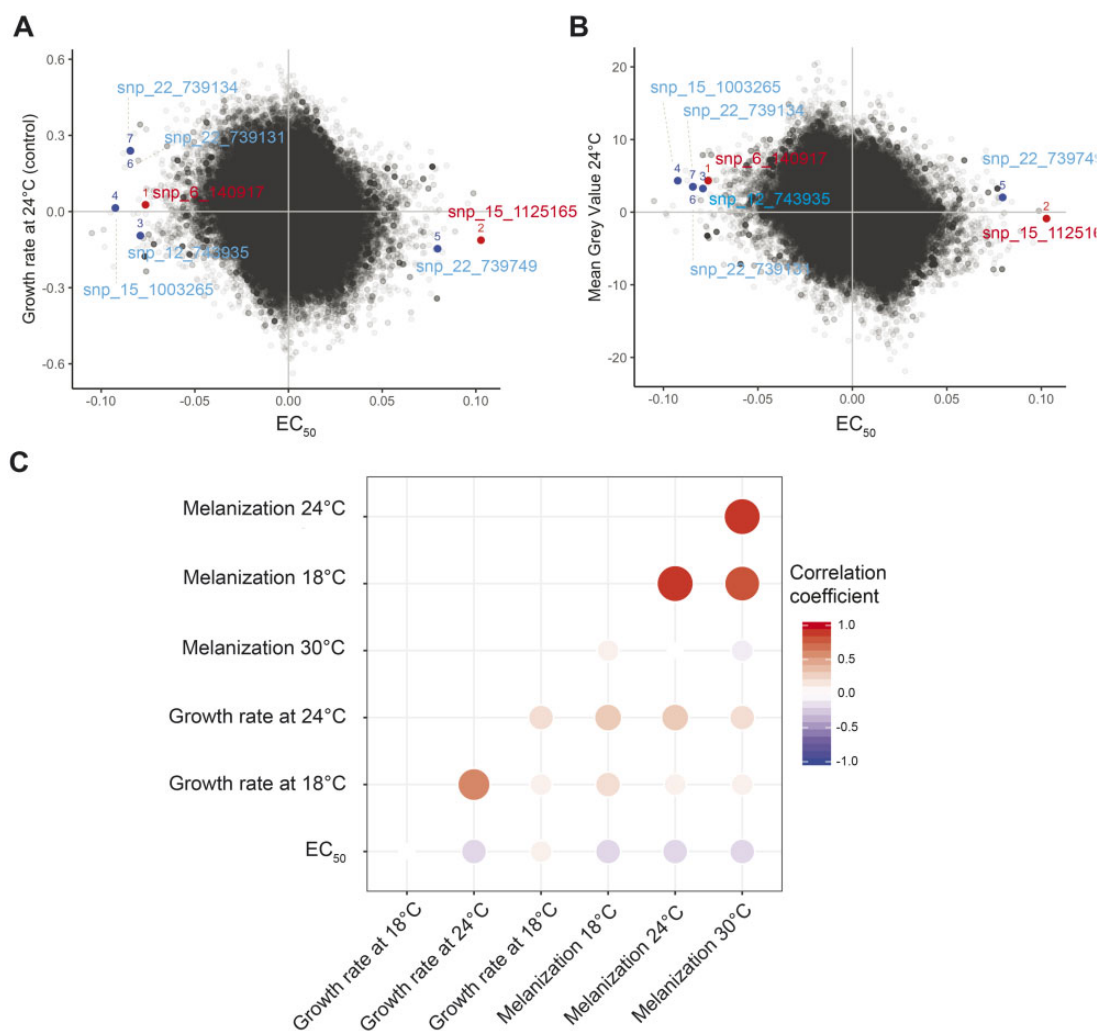 A
0.6
0.3
0.0
-0.3
-0.6
Growth rate at 24°C (control)
snp_22_739134
snp_22_739131
7
6
4
1
snp_6_140917
3
snp_12_743935
snp_15_1003265
snp_15_1125165
2
5
snp_22_739749
-0.10
-0.05
0.00
0.05
0.10
EC50
B
20
10
0
-10
-20
Mean Grey Value 24°C
snp_15_1003265
snp_22_739134
4
7
3
1
6
snp_6_140917
snp_12_743935
snp_22_739749
5
2
snp_15_112516
-0.10
-0.05
0.00
0.05
0.10
EC50
C
Melanization 24°C
Melanization 18°C
Melanization 30°C
Growth rate at 24°C
Growth rate at 18°C
EC50
Growth rate at 18°C
Growth rate at 24°C
Growth rate at 18°C
Melanization 18°C
Melanization 24°C
Melanization 30°C
Correlation
coefficient
1.0
0.5
0.0
-0.5
-1.0